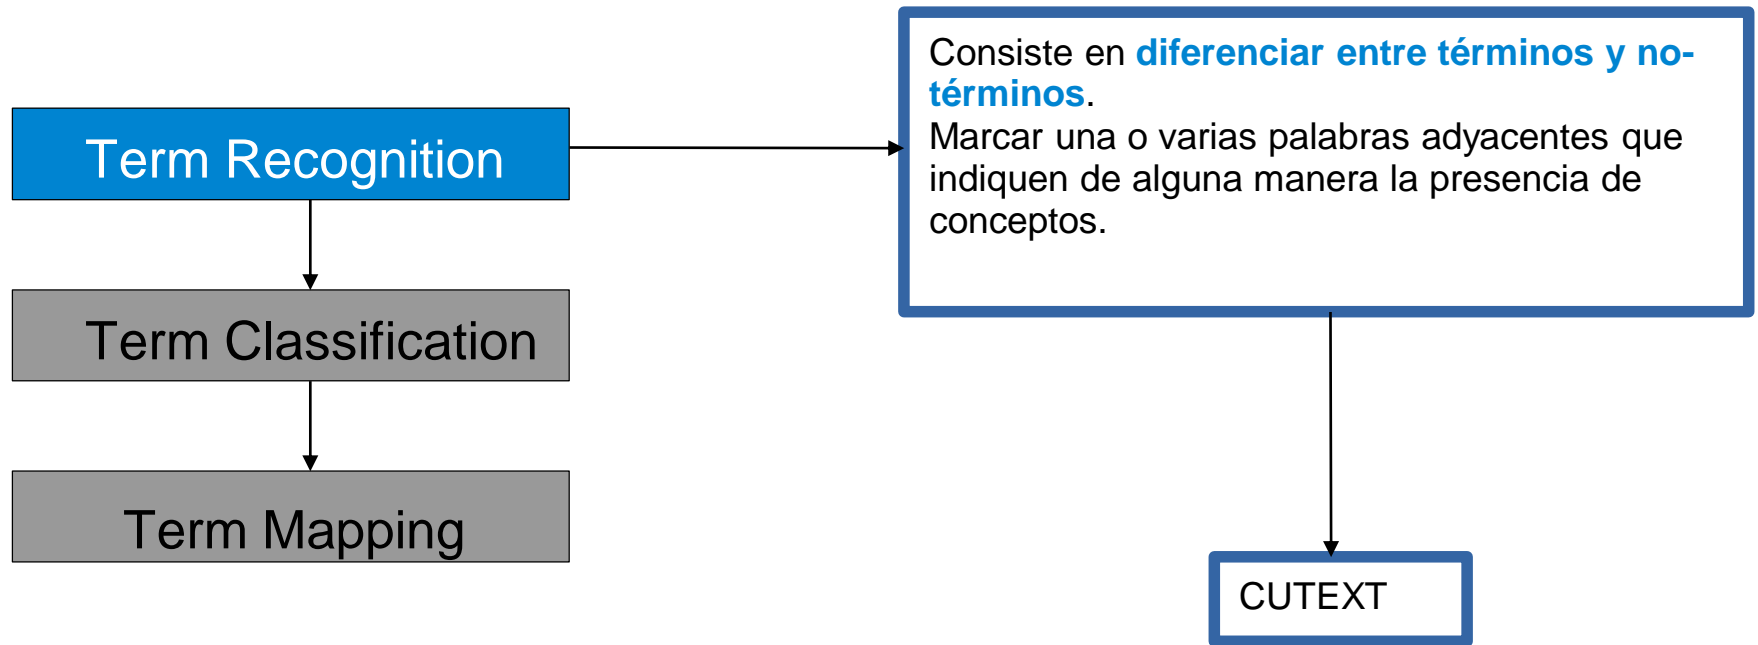 Term Recognition
Term Classification
Term Mapping
Consiste en diferenciar entre términos y no-
términos.
Marcar una o varias palabras adyacentes que
indiquen de alguna manera la presencia de
conceptos.
CUTEXT